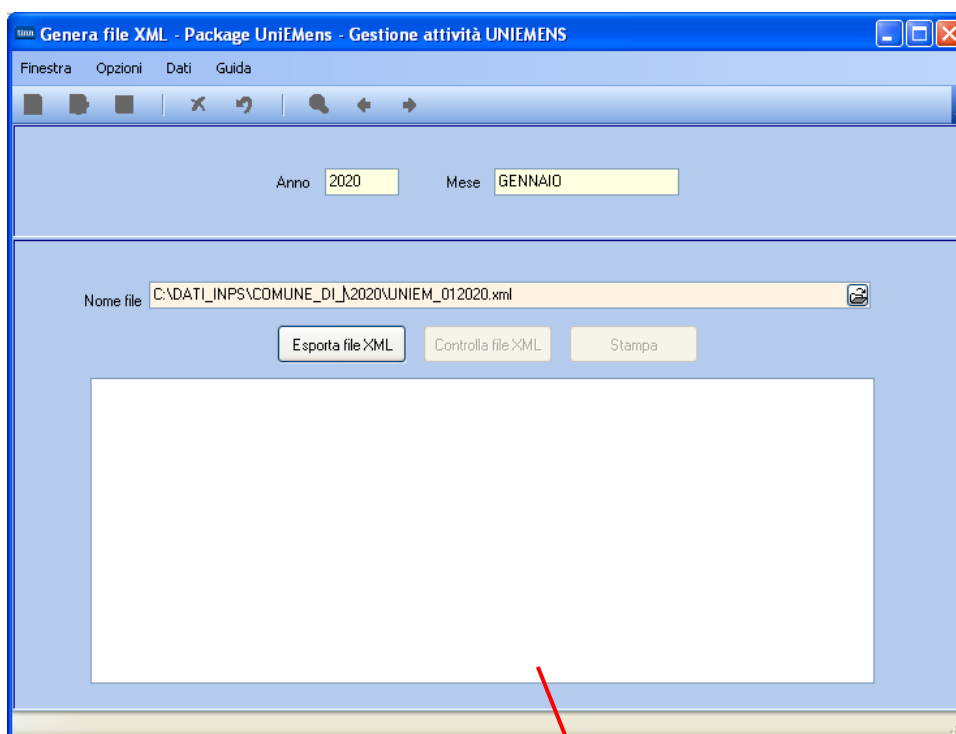 tinn Genera file XML - Package UniEMens - Gestione attività UNIEMENS
Finestra Opzioni Dati Guida
Anno 2020 Mese GENNAIO
Nome file C:\DATI_INPS\COMUNE_DI_\2020\UNIEM_012020.xml
Esporta file XML Controlla file XML Stampa